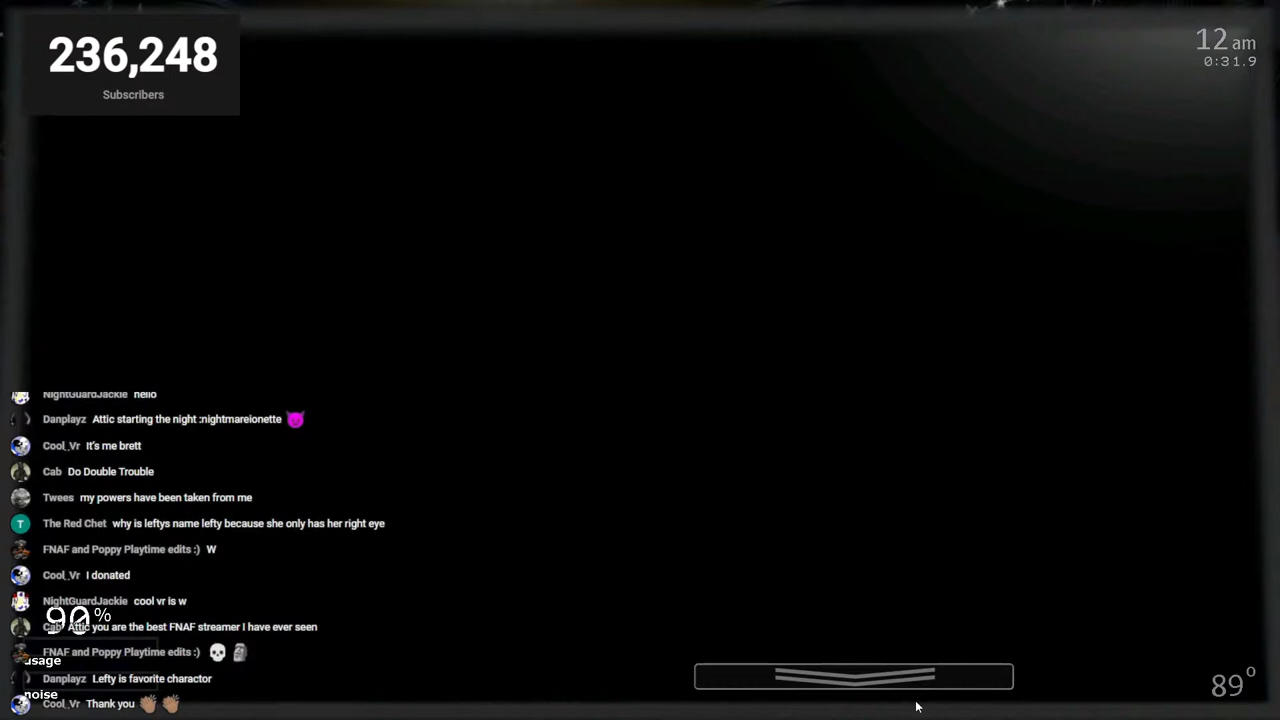 236,248
Subscribers
12 am
0:31.9
NightGuardJackie hello
Danplayz Attic starting the night :nightmareionette
Cool_Vr It's me brett
Cab Do Double Trouble
Twees my powers have been taken from me
T The Red Chet why is leftys name lefty because she only has her right eye
FNAF and Poppy Playtime edits :) W
Cool_Vr I donated
NightGuardJackie cool vr is w
90%
Cab Attic you are the best FNAF streamer I have ever seen
FNAF and Poppy Playtime edits :)
usage
Danplayz Lefty is favorite charactor
noise
Cool_Vr Thank you
89°